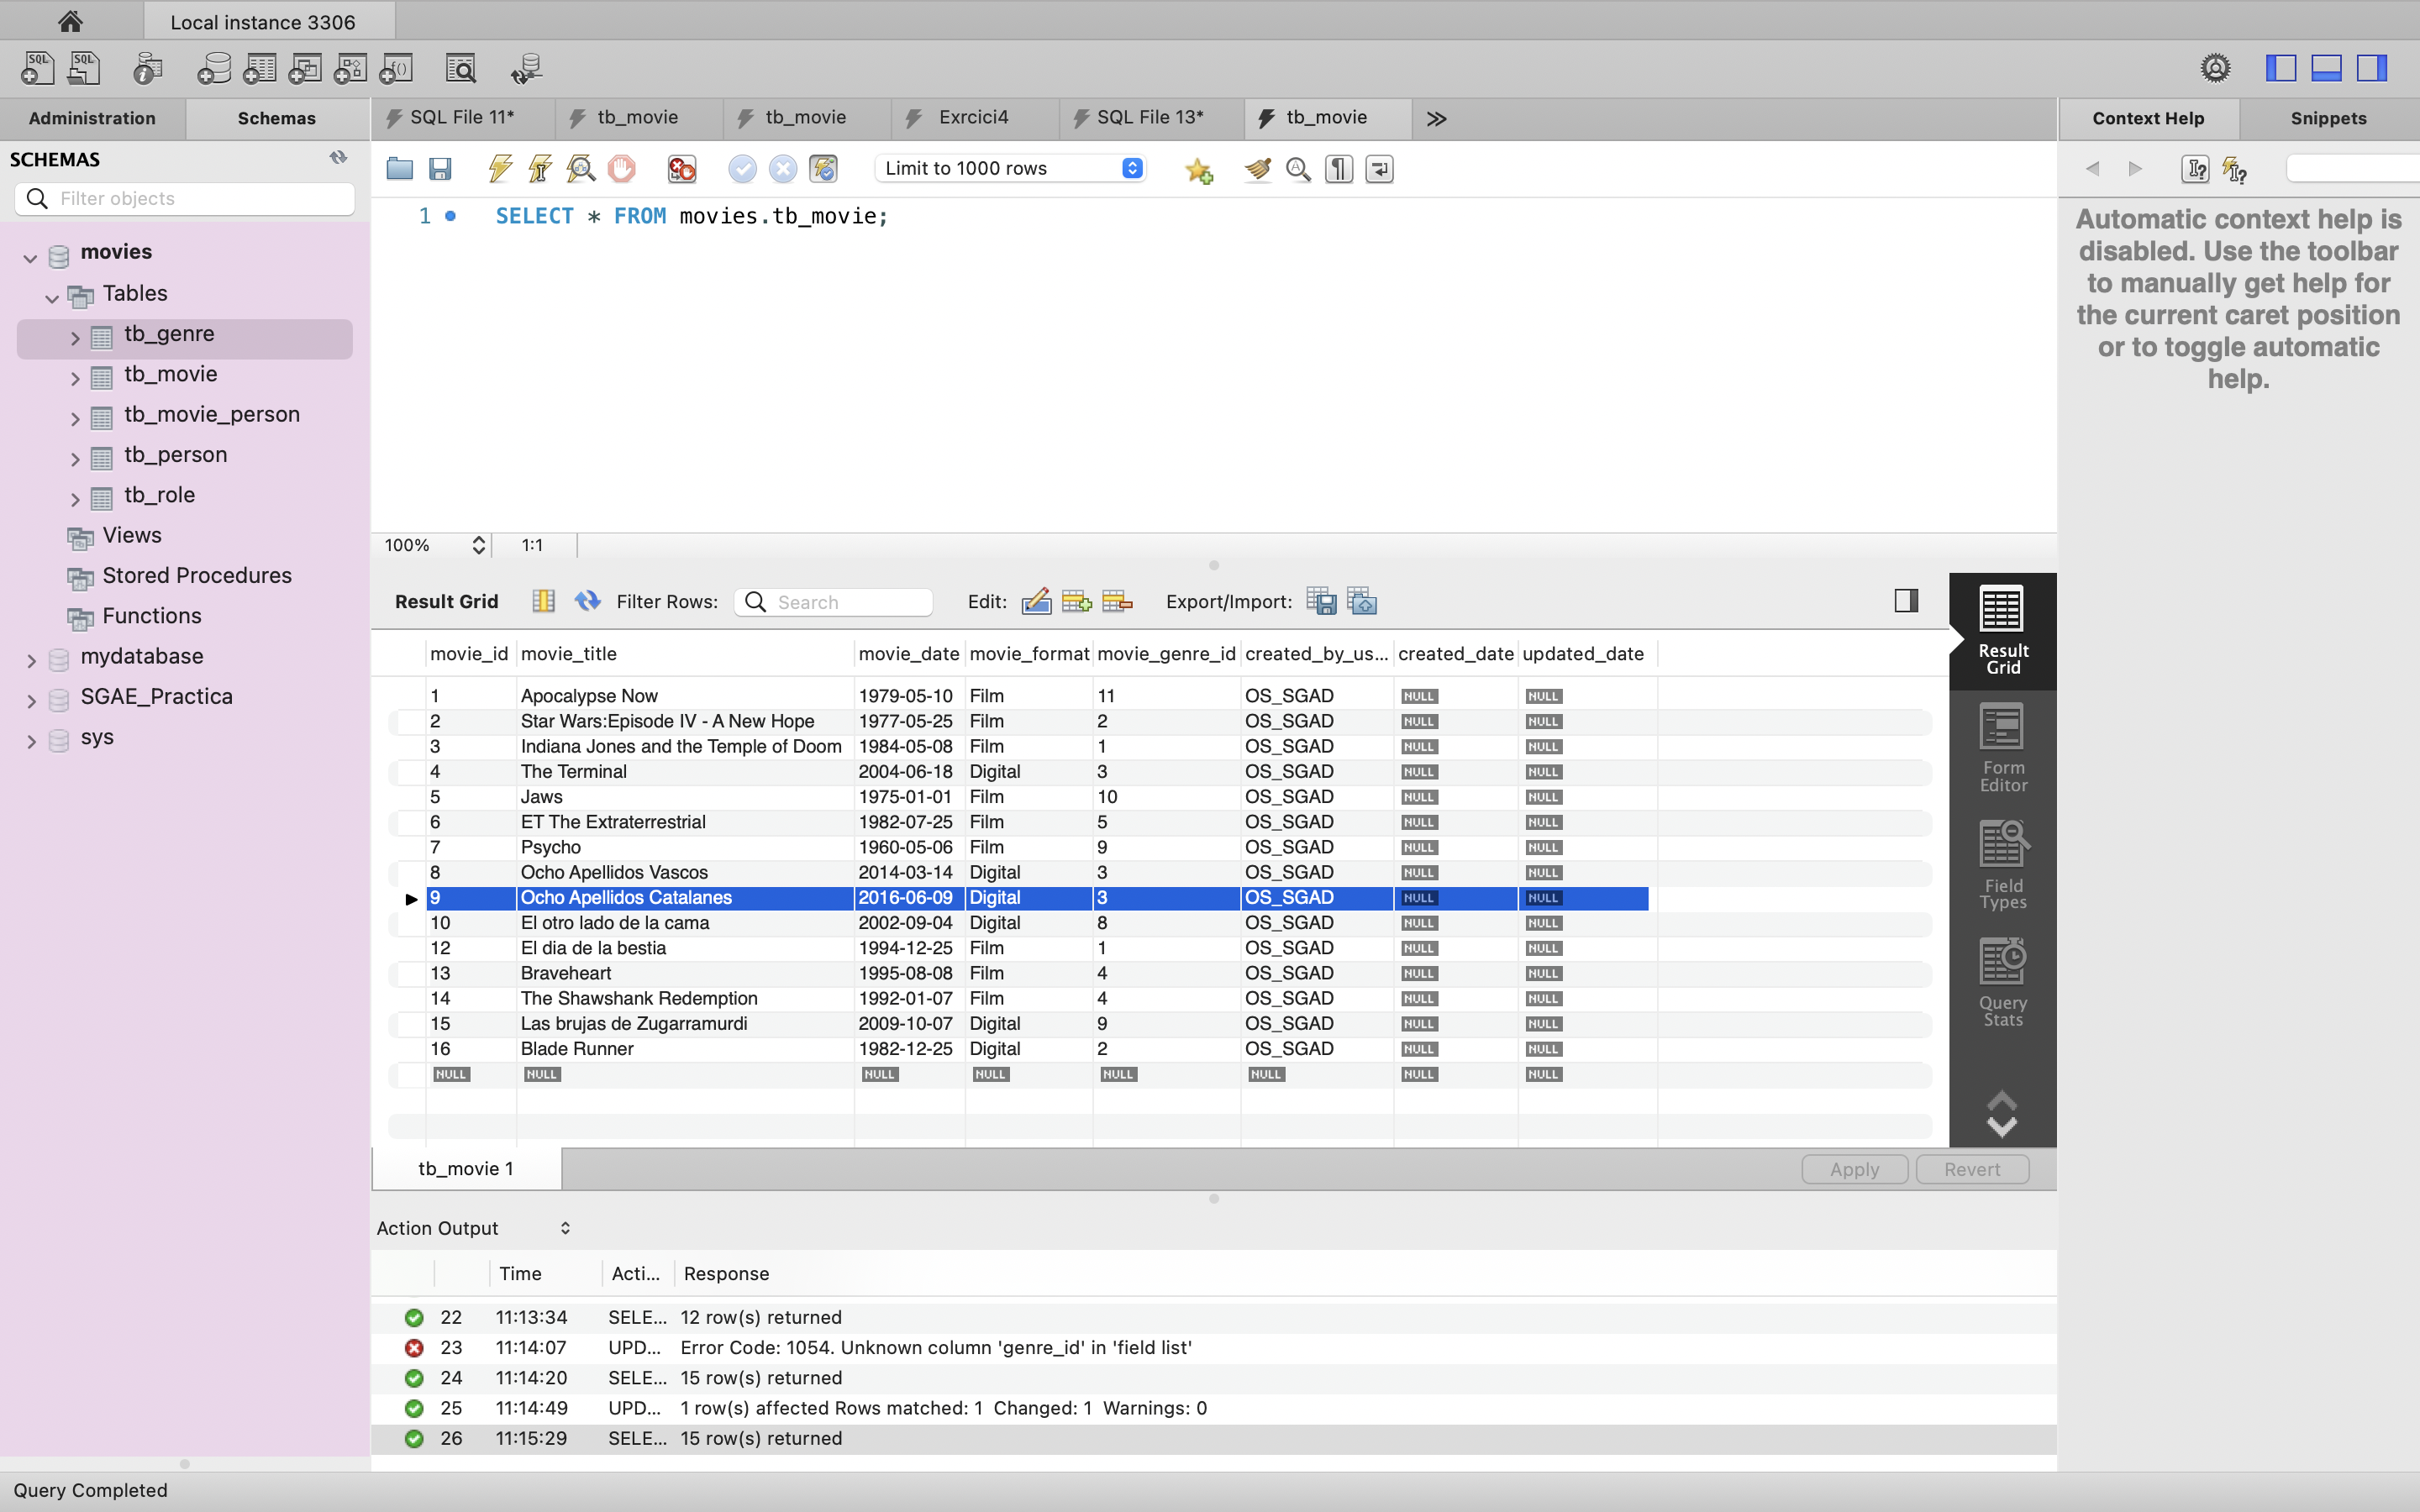 Local instance 3306
Administration
Schemas
SCHEMAS
Filter objects
movies
Tables
tb_genre
tb_movie
tb_movie_person
tb_person
tb_role
Views
Stored Procedures
Functions
mydatabase
SGAE_Practica
sys
SQL File 11*
tb_movie
tb_movie
Exrcici4
SQL File 13*
tb_movie
Limit to 1000 rows
1 SELECT * FROM movies.tb_movie;
100% 1:1
Result Grid Filter Rows: Search Edit: Export/Import:
movie_id movie_title movie_date movie_format movie_genre_id created_by_us... created_date updated_date
1 Apocalypse Now 1979-05-10 Film 11 OS_SGAD NULL NULL
2 Star Wars:Episode IV - A New Hope 1977-05-25 Film 2 OS_SGAD NULL NULL
3 Indiana Jones and the Temple of Doom 1984-05-08 Film 1 OS_SGAD NULL NULL
4 The Terminal 2004-06-18 Digital 3 OS_SGAD NULL NULL
5 Jaws 1975-01-01 Film 10 OS_SGAD NULL NULL
6 ET The Extraterrestrial 1982-07-25 Film 5 OS_SGAD NULL NULL
7 Psycho 1960-05-06 Film 9 OS_SGAD NULL NULL
8 Ocho Apellidos Vascos 2014-03-14 Digital 3 OS_SGAD NULL NULL
9 Ocho Apellidos Catalanes 2016-06-09 Digital 3 OS_SGAD NULL NULL
10 El otro lado de la cama 2002-09-04 Digital 8 OS_SGAD NULL NULL
12 El dia de la bestia 1994-12-25 Film 1 OS_SGAD NULL NULL
13 Braveheart 1995-08-08 Film 4 OS_SGAD NULL NULL
14 The Shawshank Redemption 1992-01-07 Film 4 OS_SGAD NULL NULL
15 Las brujas de Zugarramurdi 2009-10-07 Digital 9 OS_SGAD NULL NULL
16 Blade Runner 1982-12-25 Digital 2 OS_SGAD NULL NULL
NULL NULL NULL NULL NULL NULL NULL NULL
Result
Grid
Form
Editor
Field
Types
Query
Stats
tb_movie 1
Apply
Revert
Action Output
Time Acti... Response
22 11:13:34 SELE... 12 row(s) returned
23 11:14:07 UPD... Error Code: 1054. Unknown column 'genre_id' in 'field list'
24 11:14:20 SELE... 15 row(s) returned
25 11:14:49 UPD... 1 row(s) affected Rows matched: 1 Changed: 1 Warnings: 0
26 11:15:29 SELE... 15 row(s) returned
Context Help
Snippets
Automatic context help is
disabled. Use the toolbar
to manually get help for
the current caret position
or to toggle automatic
help.
Query Completed